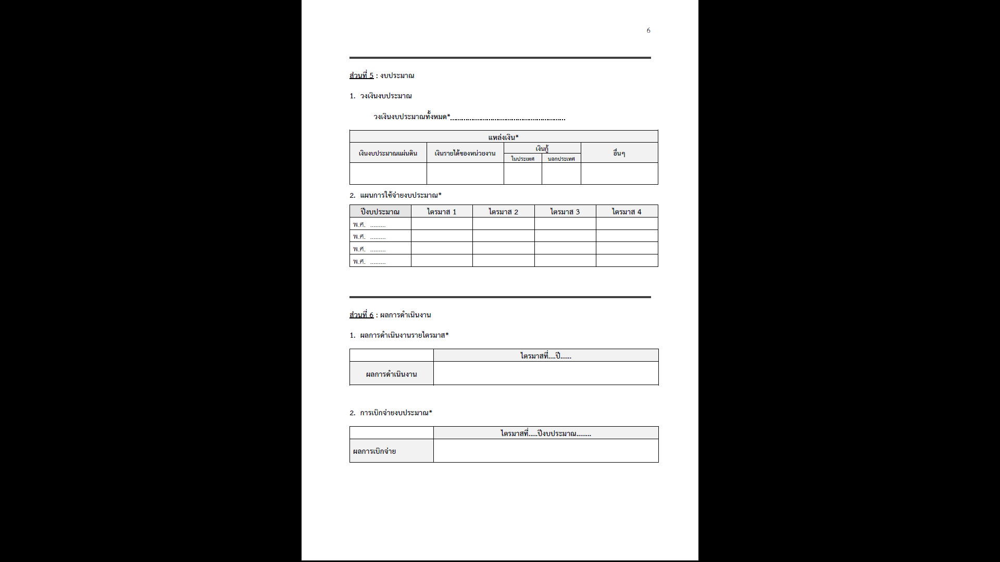 6
ส่วนที่ 5 : งบประมาณ
1. วงเงินงบประมาณ
วงเงินงบประมาณทั้งหมด*.......................................................
แหล่งเงิน*
เงินงบประมาณแผ่นดิน เงินรายได้ของหน่วยงาน เงินกู้ อื่นๆ
ในประเทศ นอกประเทศ
2. แผนการใช้จ่ายงบประมาณ*
ปีงบประมาณ ไตรมาส 1 ไตรมาส 2 ไตรมาส 3 ไตรมาส 4
พ.ศ. .........
พ.ศ. .........
พ.ศ. .........
พ.ศ. .........
ส่วนที่ 6 : ผลการดำเนินงาน
1. ผลการดำเนินงานรายไตรมาส*
ไตรมาสที่....ปี......
ผลการดำเนินงาน
2. การเบิกจ่ายงบประมาณ*
ไตรมาสที่.....ปีงบประมาณ........
ผลการเบิกจ่าย